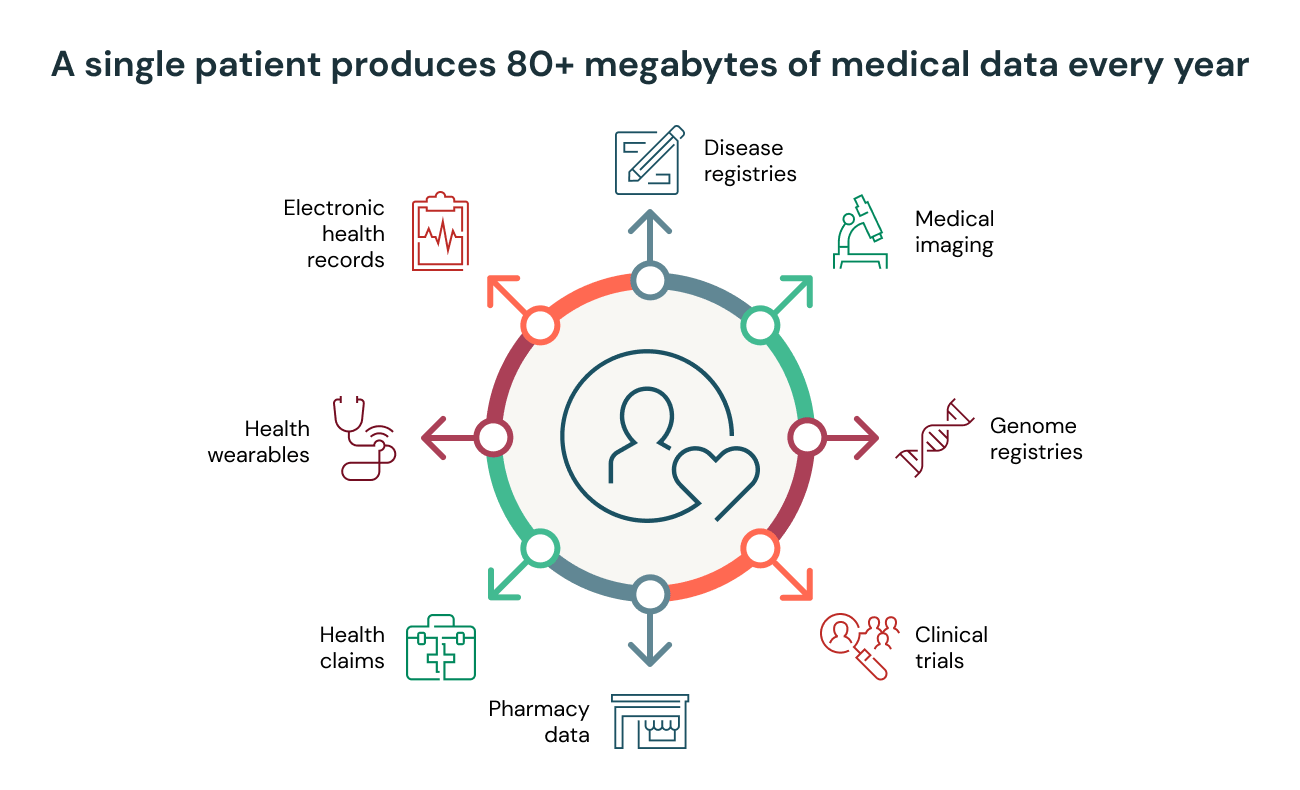 A single patient produces 80+ megabytes of medical data every year
Disease
registries
Electronic
health
records
Medical
imaging
Health
wearables
Genome
registries
Health
claims
Clinical
trials
Pharmacy
data